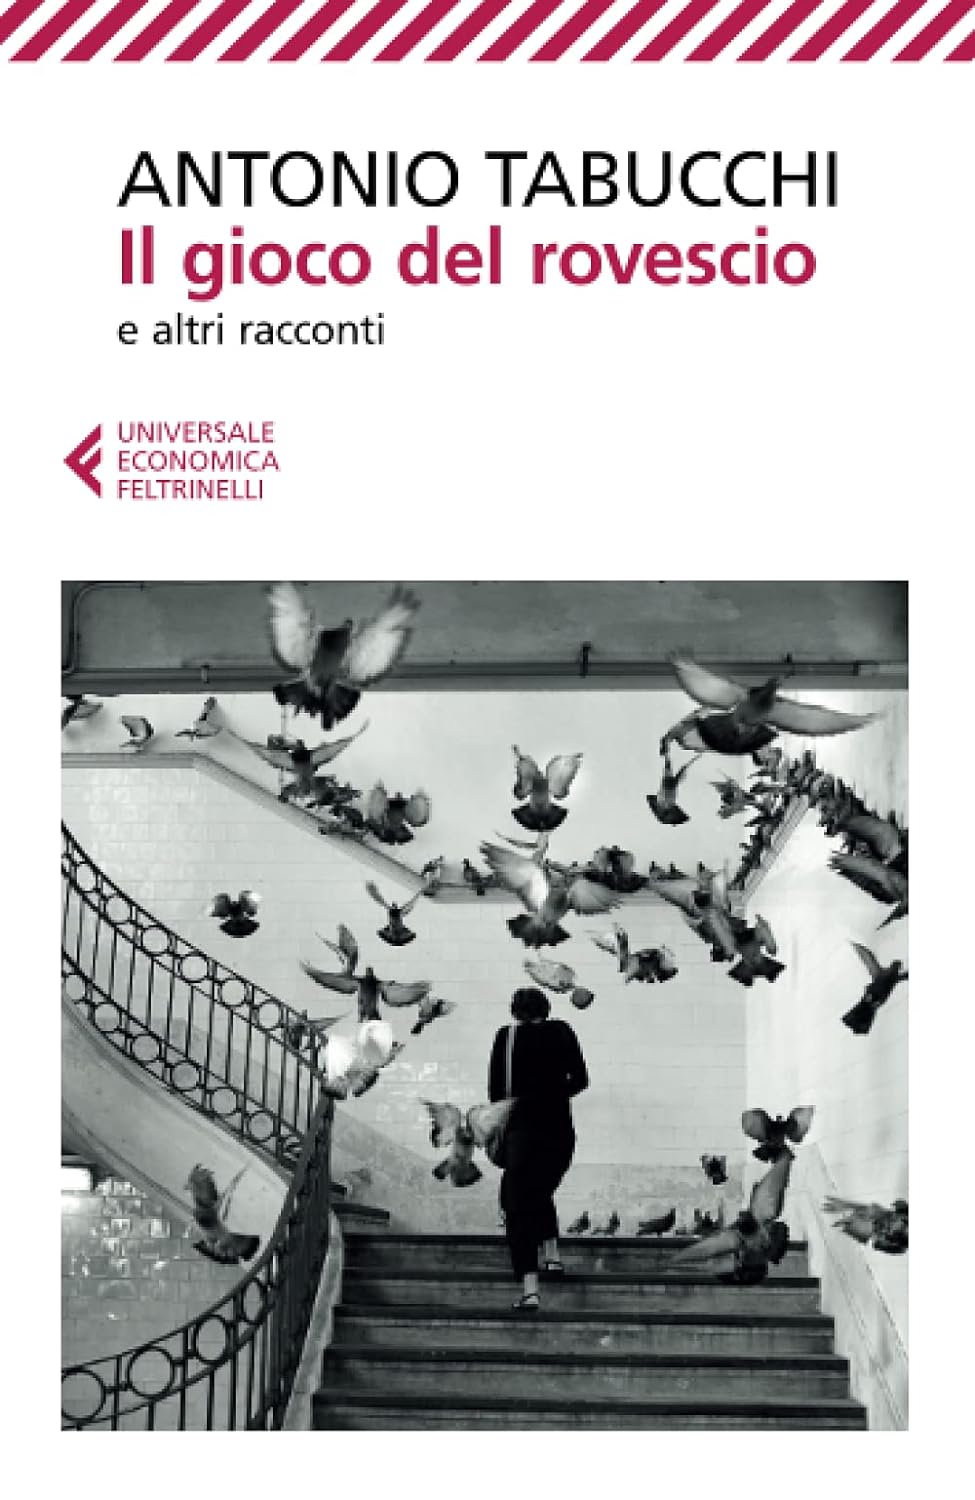 ANTONIO TABUCCHI
Il gioco del rovescio
e altri racconti
UNIVERSALE
ECONOMICA
FELTRINELLI